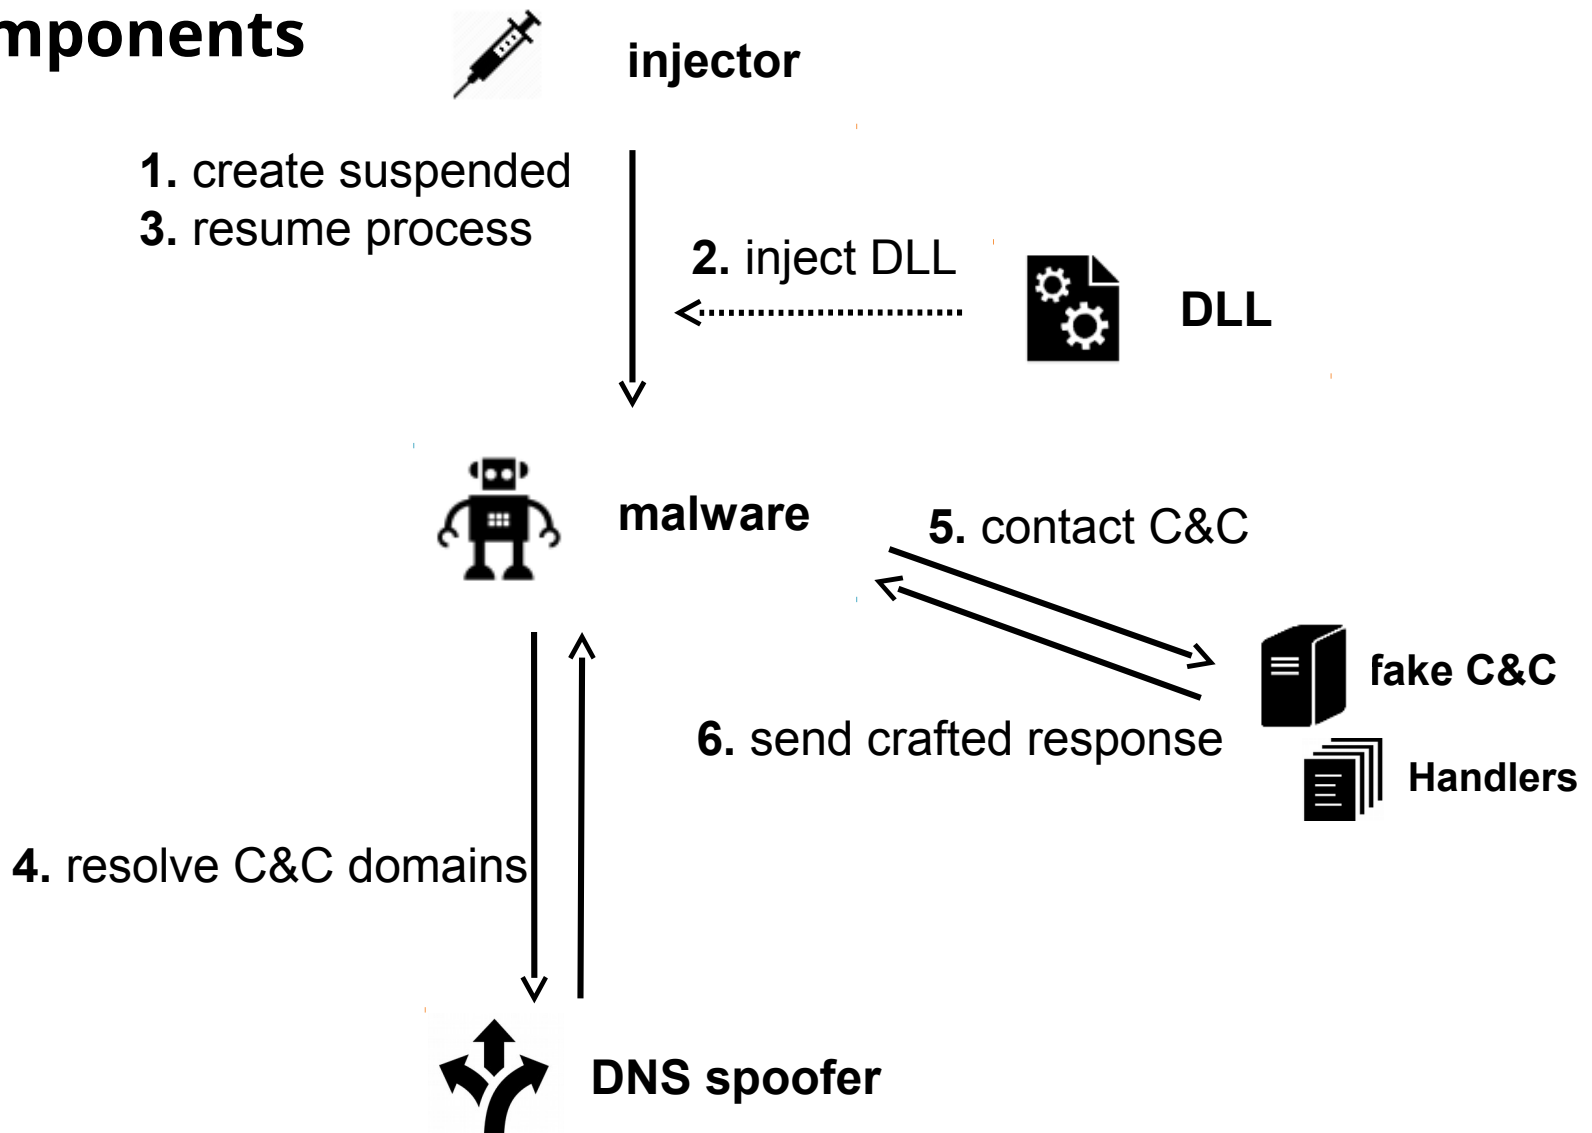 mponents
injector
1. create suspended
3. resume process
2. inject DLL
DLL
malware
5. contact C&C
fake C&C
6. send crafted response
Handlers
4. resolve C&C domains
DNS spoofer